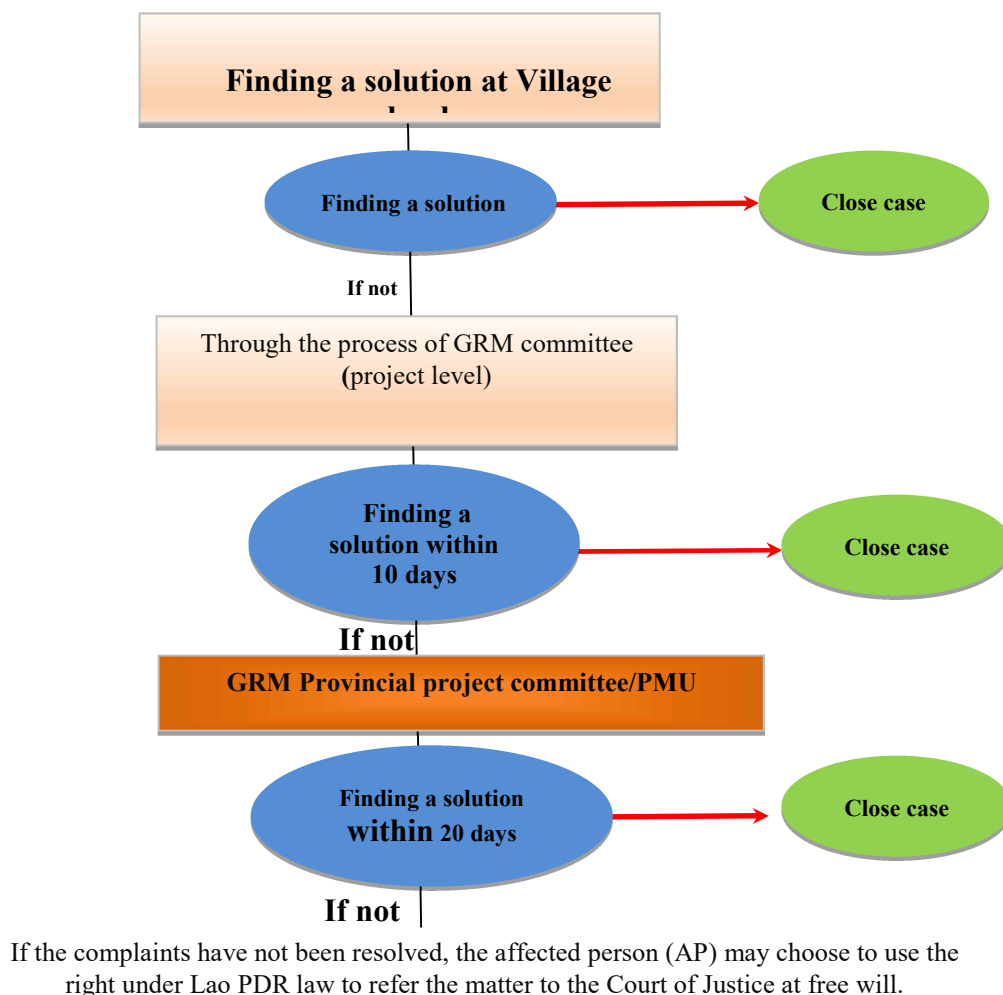 Finding a solution at Village
Finding a solution
Close case
If not
Through the process of GRM committee
(project level)
Finding a
solution within
10 days
Close case
If not
GRM Provincial project committee/PMU
Finding a solution
within 20 days
Close case
If not
If the complaints have not been resolved, the affected person (AP) may choose to use the
right under Lao PDR law to refer the matter to the Court of Justice at free will.